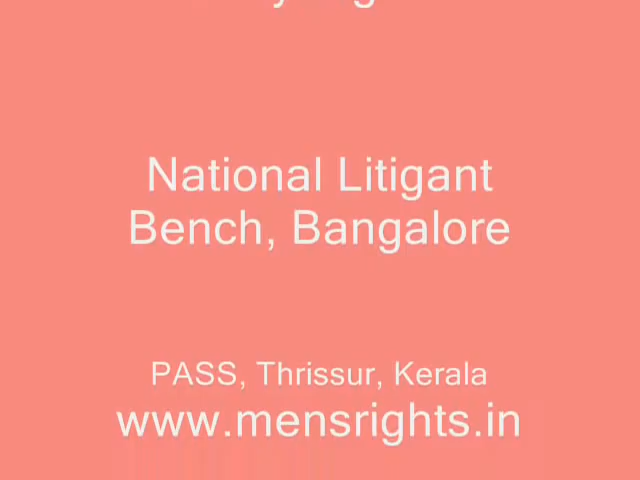 National Litigant
Bench, Bangalore
PASS, Thrissur, Kerala
www.mensrights.in